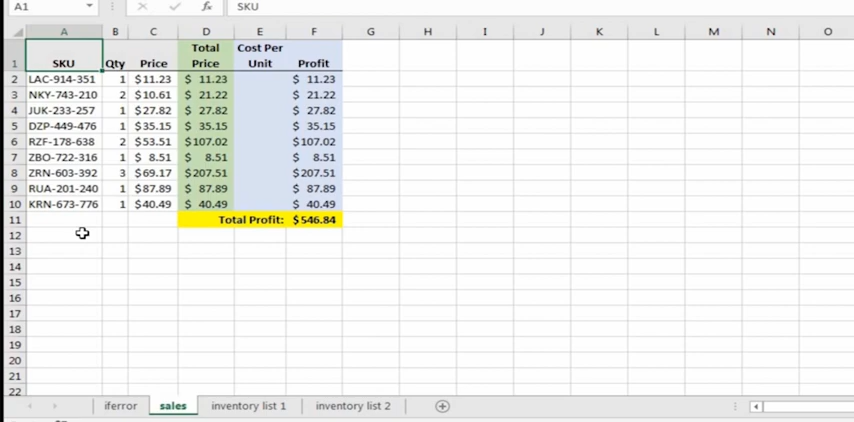 A1 fx SKU
A B C D E F G H I J K L M N O
1 SKU Qty Price Total Price Cost Per Unit Profit
2 LAC-914-351 1 $11.23 $ 11.23 $ 11.23
3 NKY-743-210 2 $10.61 $ 21.22 $ 21.22
4 JUK-233-257 1 $27.82 $ 27.82 $ 27.82
5 DZP-449-476 1 $35.15 $ 35.15 $ 35.15
6 RZF-178-638 2 $53.51 $107.02 $107.02
7 ZBO-722-316 1 $ 8.51 $ 8.51 $ 8.51
8 ZRN-603-392 3 $69.17 $207.51 $207.51
9 RUA-201-240 1 $87.89 $ 87.89 $ 87.89
10 KRN-673-776 1 $40.49 $ 40.49 $ 40.49
11 Total Profit: $546.84
12
13
14
15
16
17
18
19
20
21
22
iferror sales inventory list 1 inventory list 2